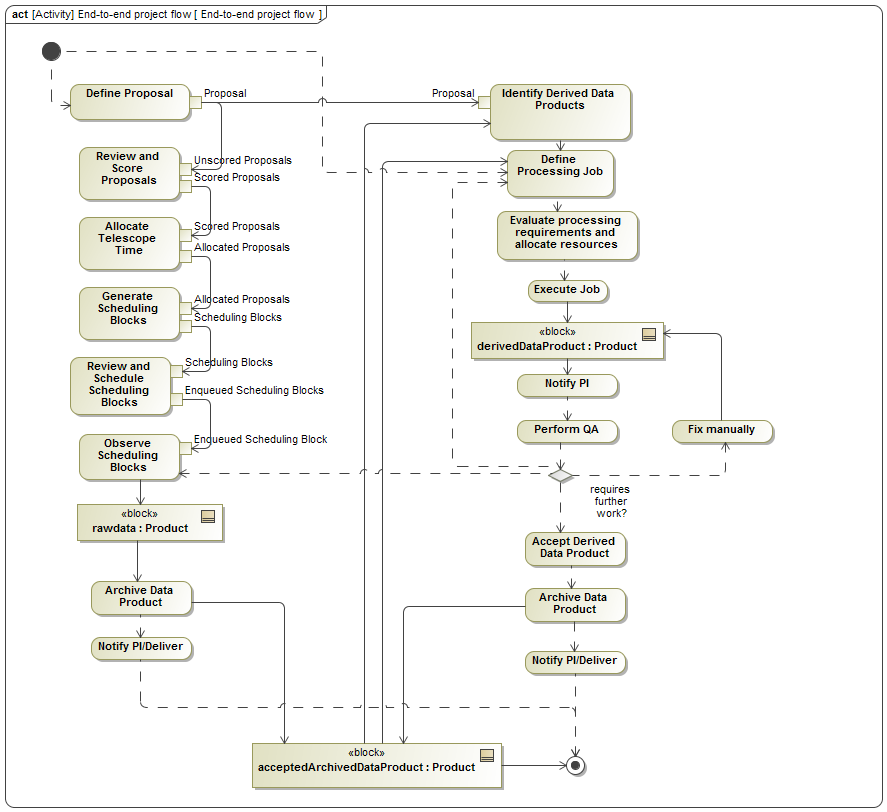 act [Activity] End-to-end project flow [ End-to-end project flow ]
Define Proposal
Proposal
Review and
Score
Proposals
Unscored Proposals
Scored Proposals
Allocate
Telescope
Time
Scored Proposals
Allocated Proposals
Generate
Scheduling
Blocks
Allocated Proposals
Scheduling Blocks
Review and
Schedule
Scheduling
Blocks
Scheduling Blocks
Enqueued Scheduling Blocks
Observe
Scheduling
Blocks
Enqueued Scheduling Block
«block»
rawdata : Product
Archive Data
Product
Notify PI/Deliver
Proposal
Identify Derived Data
Products
Define
Processing Job
Evaluate processing
requirements and
allocate resources
Execute Job
«block»
derivedDataProduct : Product
Notify PI
Perform QA
Fix manually
requires
further
work?
Accept Derived
Data Product
Archive Data
Product
Notify PI/Deliver
«block»
acceptedArchivedDataProduct : Product